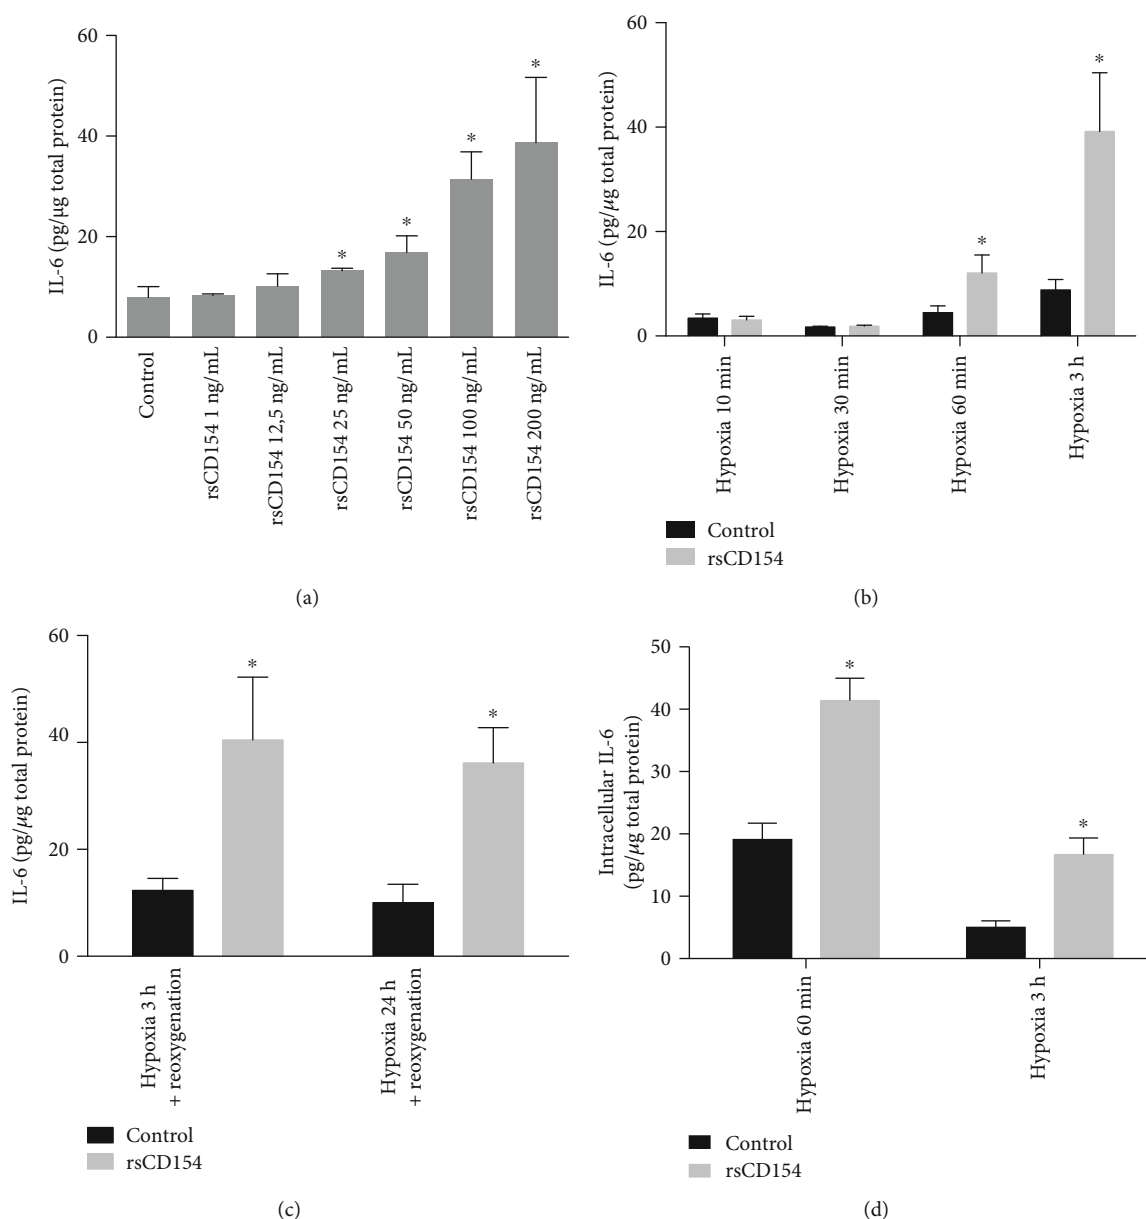 60
40
20
0
IL-6 (pg/μg total protein)
*
*
*
*
*
Control
rsCD154 1 ng/mL
rsCD154 12,5 ng/mL
rsCD154 25 ng/mL
rsCD154 50 ng/mL
rsCD154 100 ng/mL
rsCD154 200 ng/mL
(a)
60
40
20
0
IL-6 (pg/μg total protein)
*
*
Hypoxia 10 min
Hypoxia 30 min
Hypoxia 60 min
Hypoxia 3 h
Control
rsCD154
(b)
60
40
20
0
IL-6 (pg/μg total protein)
*
*
Hypoxia 3 h
+ reoxygenation
Hypoxia 24 h
+ reoxygenation
Control
rsCD154
(c)
50
40
30
20
10
0
Intracellular IL-6
(pg/μg total protein)
*
*
Hypoxia 60 min
Hypoxia 3 h
Control
rsCD154
(d)